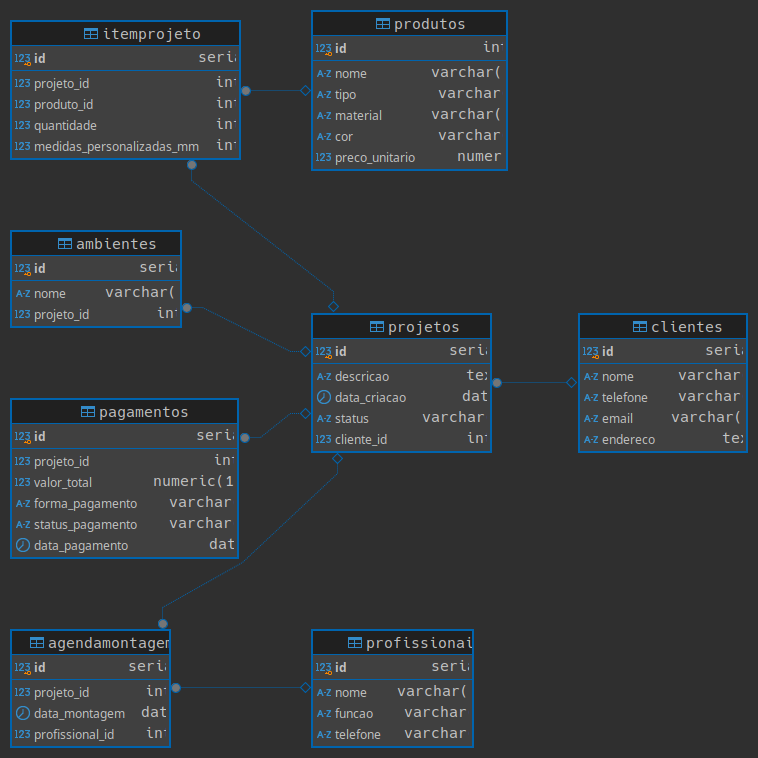 itemprojeto
123 id seri
123 projeto_id in
123 produto_id in
123 quantidade in
123 medidas_personalizadas_mm in
produtos
123 id in
A-Z nome varchar(
A-Z tipo varchar
A-Z material varchar(
A-Z cor varchar
123 preco_unitario numer
ambientes
123 id seri
A-Z nome varchar(
123 projeto_id in
projetos
123 id seri
A-Z descricao te
data_criacao dat
A-Z status varchar
123 cliente_id in
clientes
123 id seri
A-Z nome varchar
A-Z telefone varchar
A-Z email varchar(
A-Z endereco te
pagamentos
123 id seri
123 projeto_id in
123 valor_total numeric(1
A-Z forma_pagamento varchar
A-Z status_pagamento varchar
data_pagamento dat
agendamontager
123 id seri
123 projeto_id in
data_montagem dat
123 profissional_id in
profissionai
123 id seri
A-Z nome varchar(
A-Z funcao varchar
A-Z telefone varchar